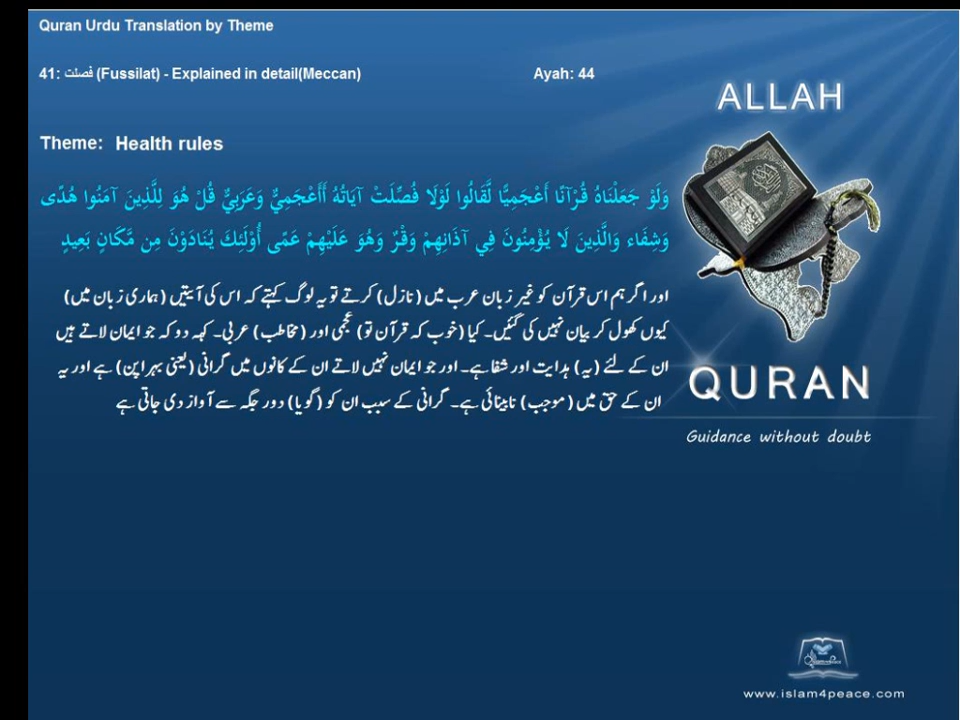 Quran Urdu Translation by Theme
41: فصلت (Fussilat) - Explained in detail(Meccan) Ayah: 44
Theme: Health rules
وَلَوْ جَعَلْنَاهُ قُرْآنًا أَعْجَمِيًّا لَّقَالُوا لَوْلَا فُصِّلَتْ آيَاتُهُ أَأَعْجَمِيٌّ وَعَرَبِيٌّ قُلْ هُوَ لِلَّذِينَ آمَنُوا هُدًى
وَشِفَاء وَالَّذِينَ لَا يُؤْمِنُونَ فِي آذَانِهِمْ وَقْرٌ وَهُوَ عَلَيْهِمْ عَمًى أُوْلَئِكَ يُنَادَوْنَ مِن مَّكَانٍ بَعِيدٍ
اور اگر ہم اس قرآن کو غیر زبان عرب میں (نازل) کرتے تو یہ لوگ کہتے کہ اس کی آیتیں (ہماری زبان میں)
کیوں کھول کر بیان نہیں کی گئیں۔ کیا (خوب کہ قرآن تو) عجمی اور (مخاطب) عربی۔ کہہ دو کہ جو ایمان لاتے ہیں
ان کے لئے (یہ) ہدایت اور شفا ہے۔ اور جو ایمان نہیں لاتے ان کے کانوں میں گرانی (یعنی بہراپن) ہے اور یہ
ان کے حق میں (موجب) نابینائی ہے۔ گرانی کے سبب ان کو (گویا) دور جگہ سے آواز دی جاتی ہے
ALLAH
QURAN
Guidance without doubt
www.islam4peace.com